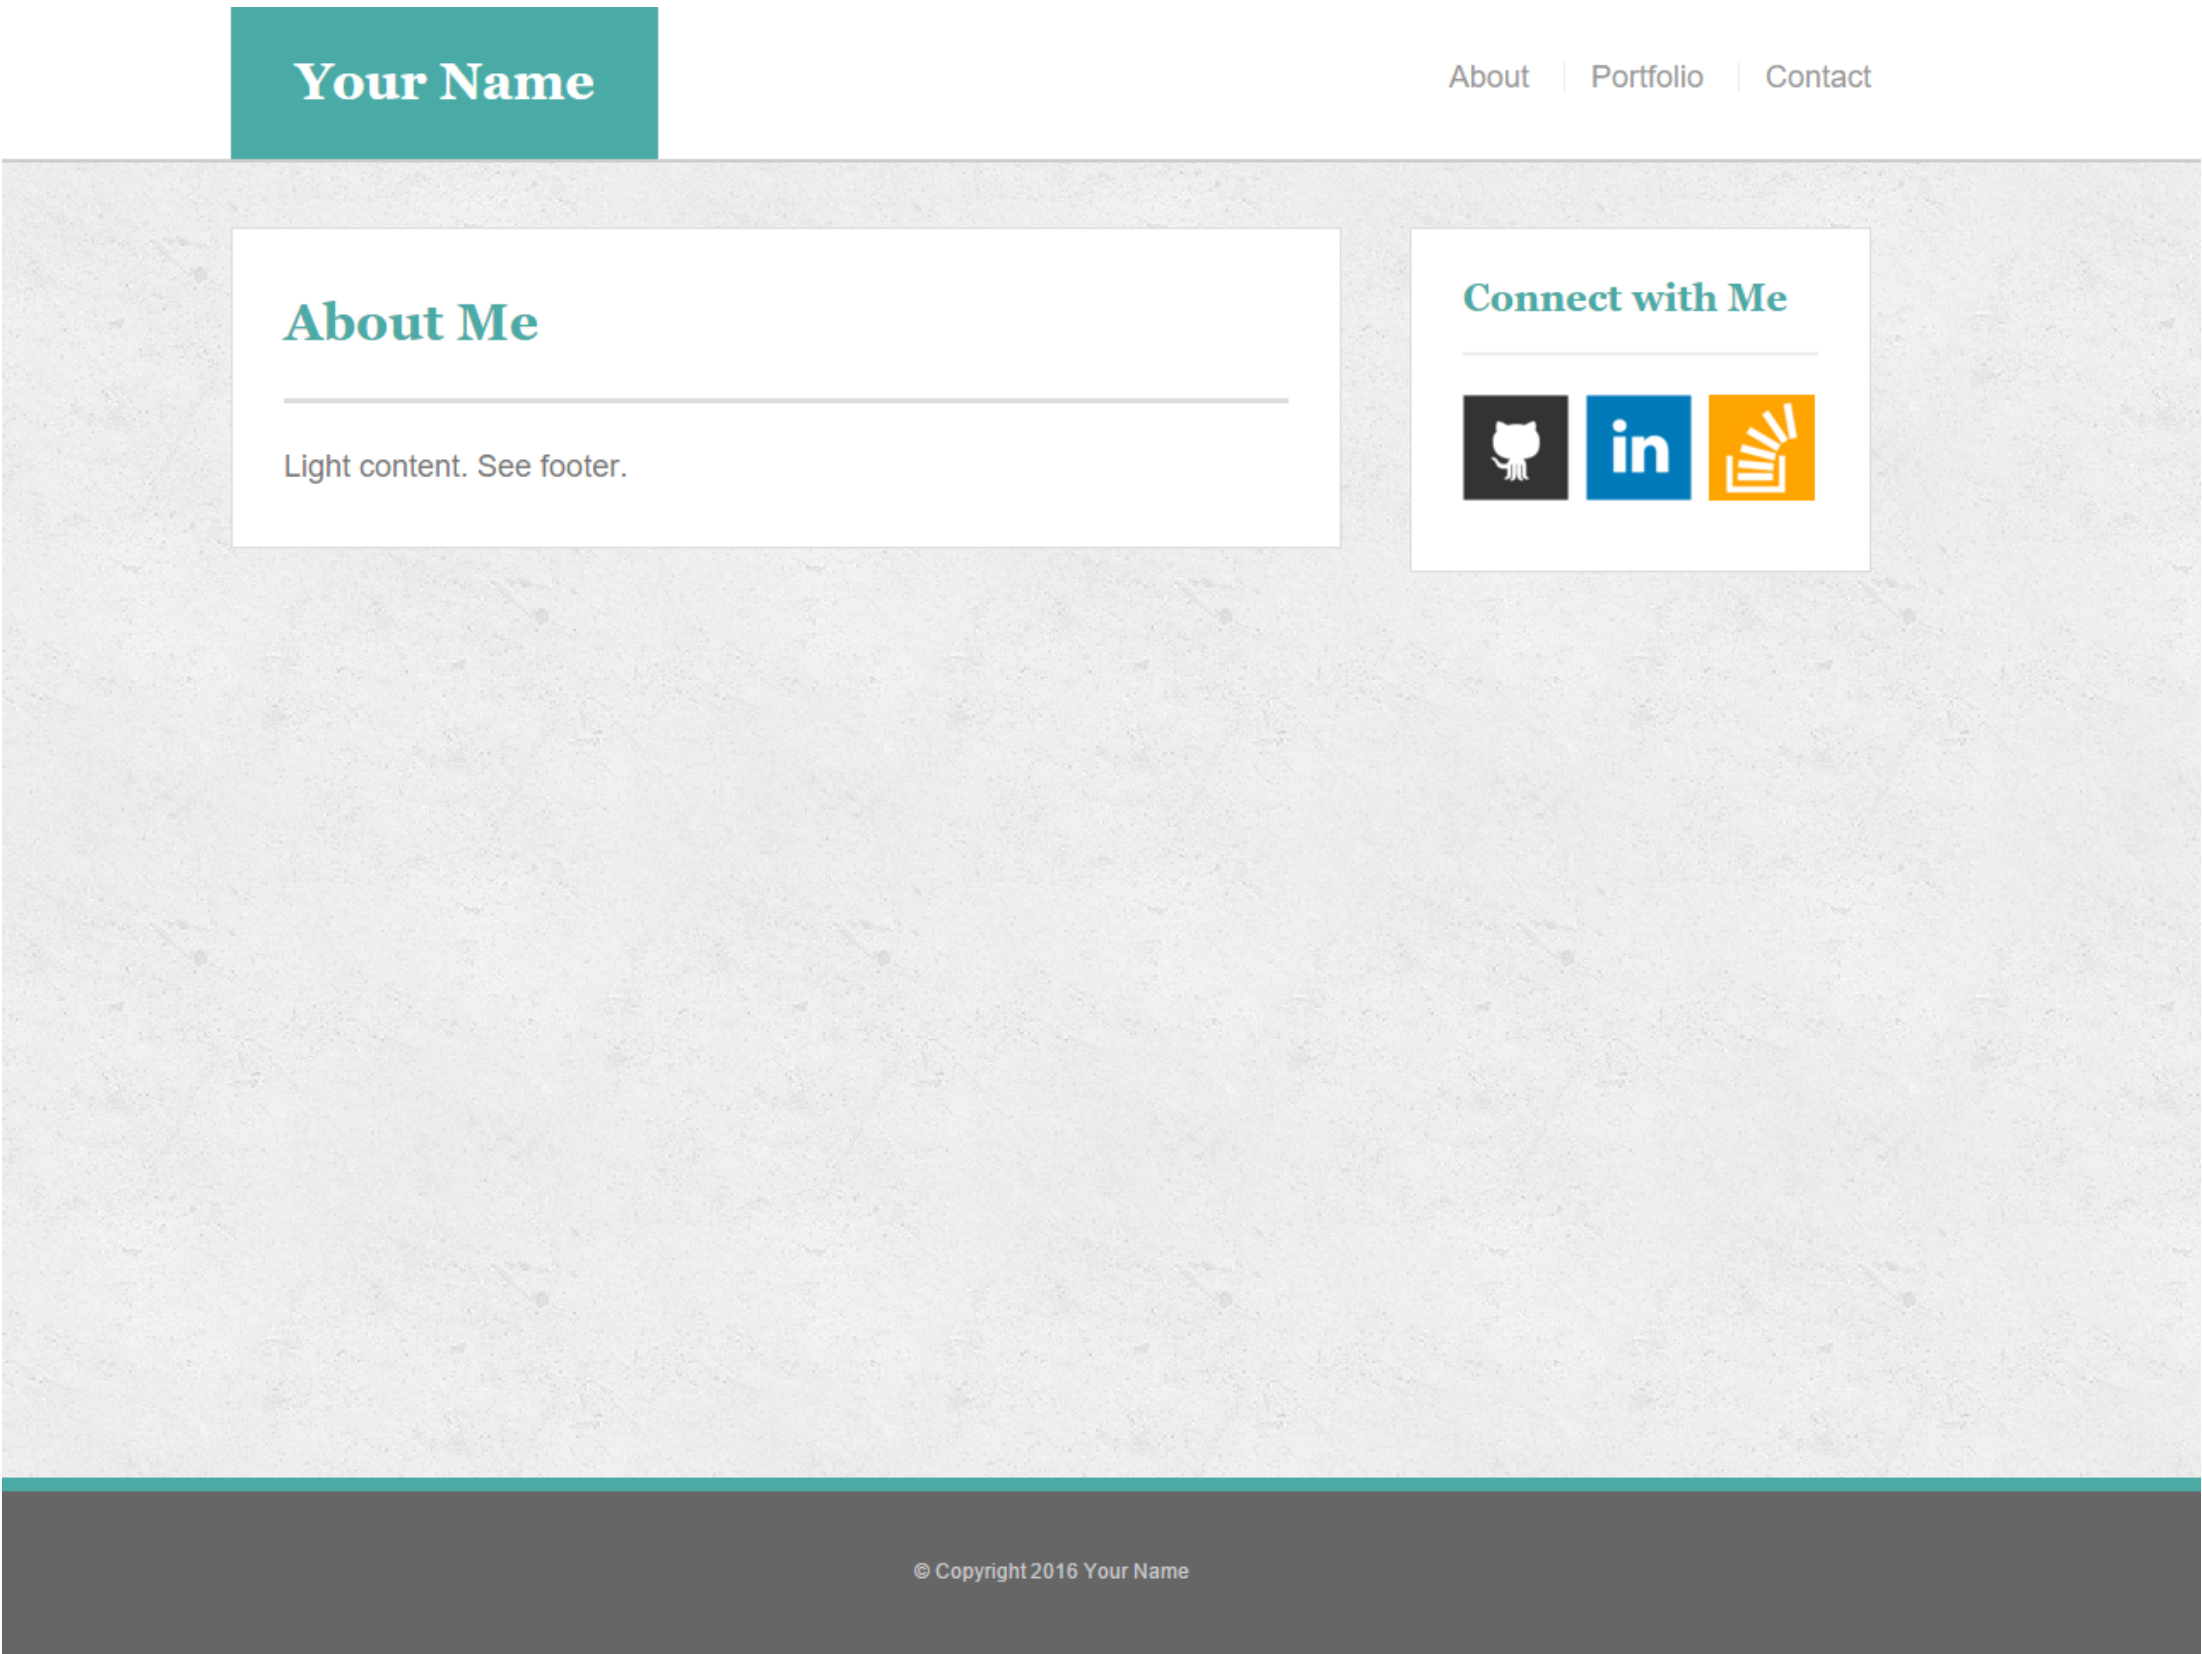 Your Name
About
Portfolio
Contact
About Me
Light content. See footer.
Connect with Me
in
© Copyright 2016 Your Name